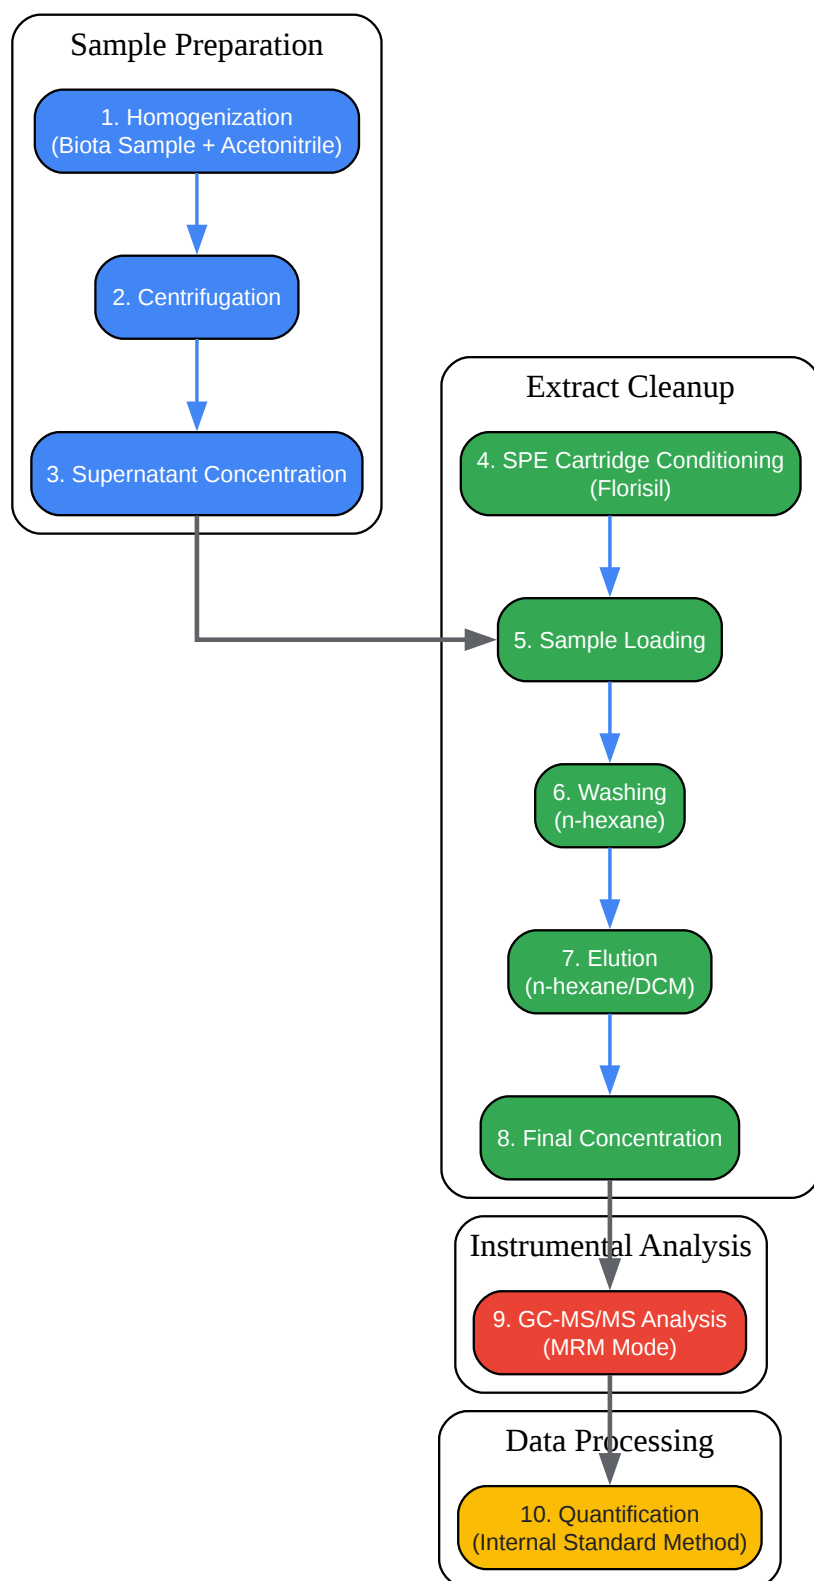 Sample Preparation
1. Homogenization
(Biota Sample + Acetonitrile)
2. Centrifugation
3. Supernatant Concentration
Extract Cleanup
4. SPE Cartridge Conditioning
(Florisil)
5. Sample Loading
6. Washing
(n-hexane)
7. Elution
(n-hexane/DCM)
8. Final Concentration
Instrumental Analysis
9. GC-MS/MS Analysis
(MRM Mode)
Data Processing
10. Quantification
(Internal Standard Method)